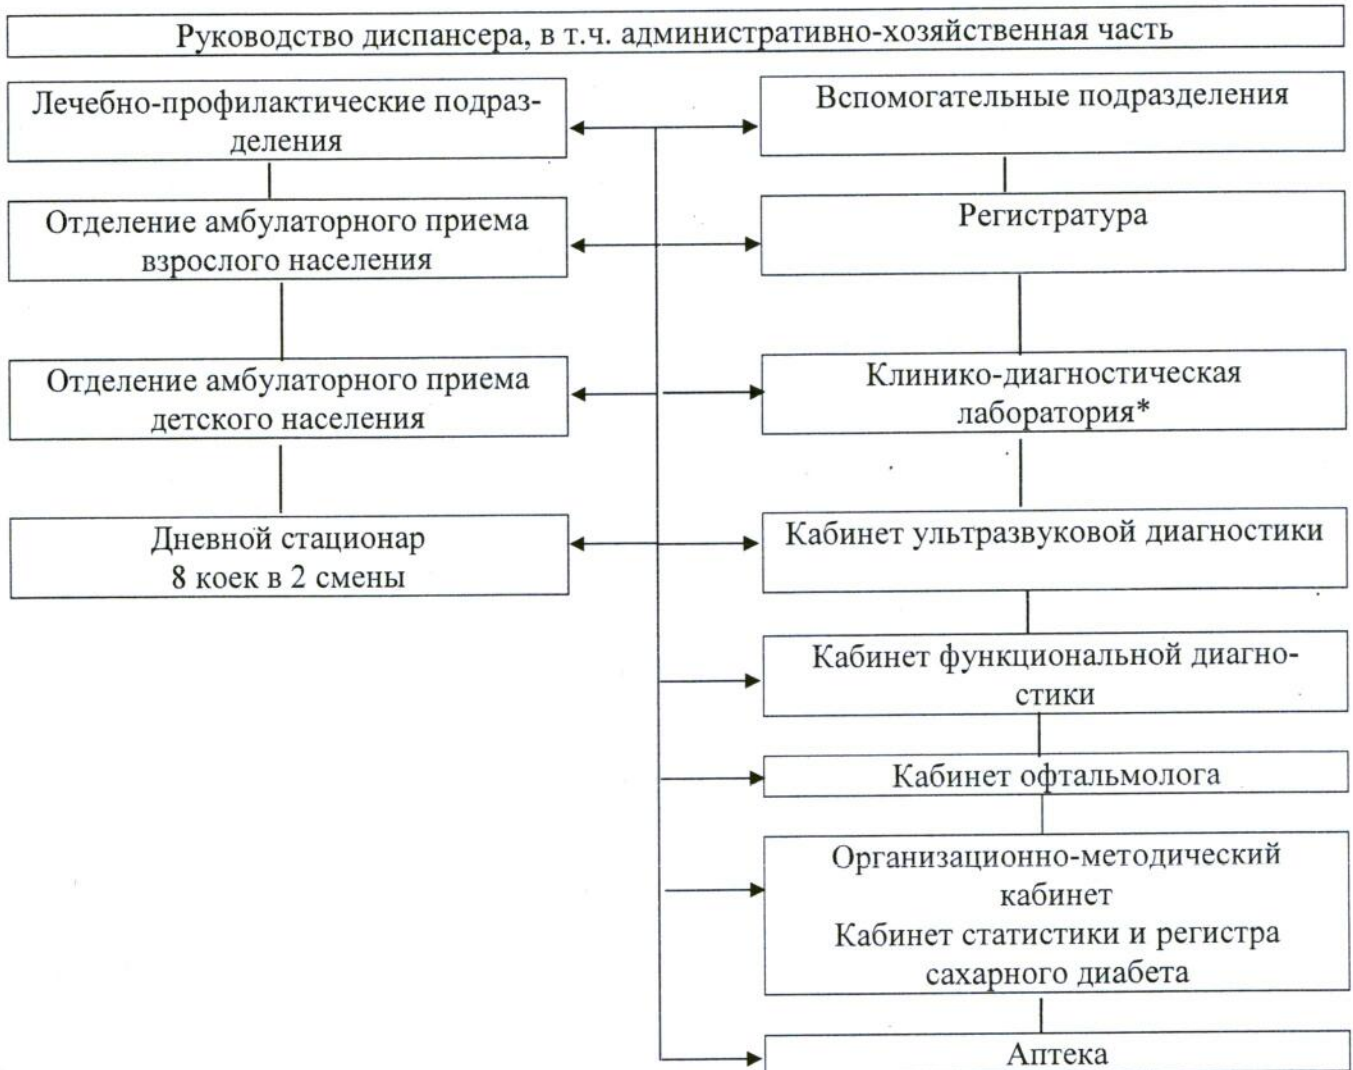 Руководство диспансера, в т.ч. административно-хозяйственная часть
Лечебно-профилактические подраз-
деления
Вспомогательные подразделения
Отделение амбулаторного приема
взрослого населения
Регистратура
Отделение амбулаторного приема
детского населения
Клинико-диагностическая
лаборатория*
Дневной стационар
8 коек в 2 смены
Кабинет ультразвуковой диагностики
Кабинет функциональной диагно-
стики
Кабинет офтальмолога
Организационно-методический
кабинет
Кабинет статистики и регистра
сахарного диабета
Аптека